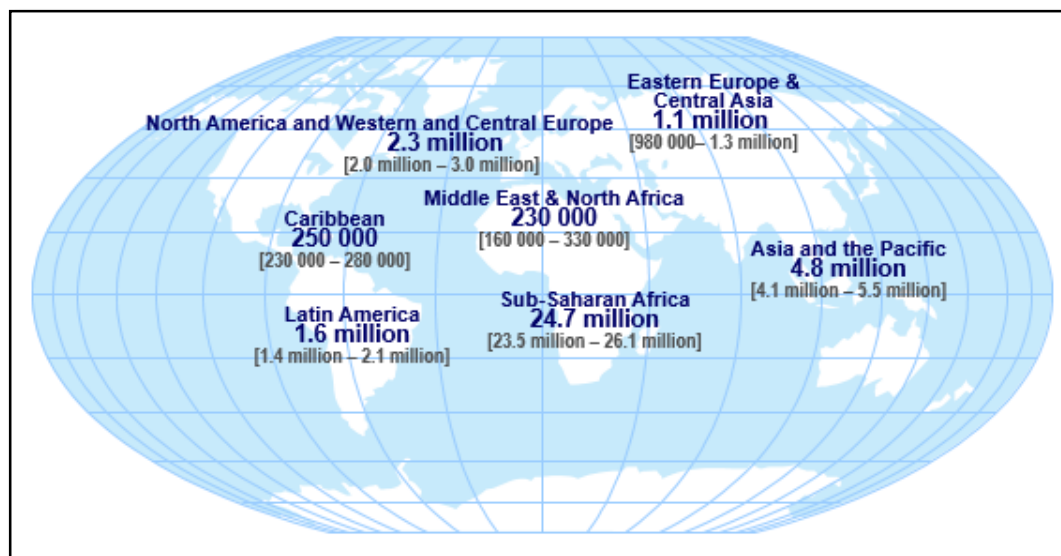 Eastern Europe &
Central Asia
1.1 million
[980 000– 1.3 million]
North America and Western and Central Europe
2.3 million
[2.0 million – 3.0 million]
Middle East & North Africa
230 000
[160 000 – 330 000]
Caribbean
250 000
[230 000 – 280 000]
Asia and the Pacific
4.8 million
[4.1 million – 5.5 million]
Sub-Saharan Africa
24.7 million
[23.5 million – 26.1 million]
Latin America
1.6 million
[1.4 million – 2.1 million]